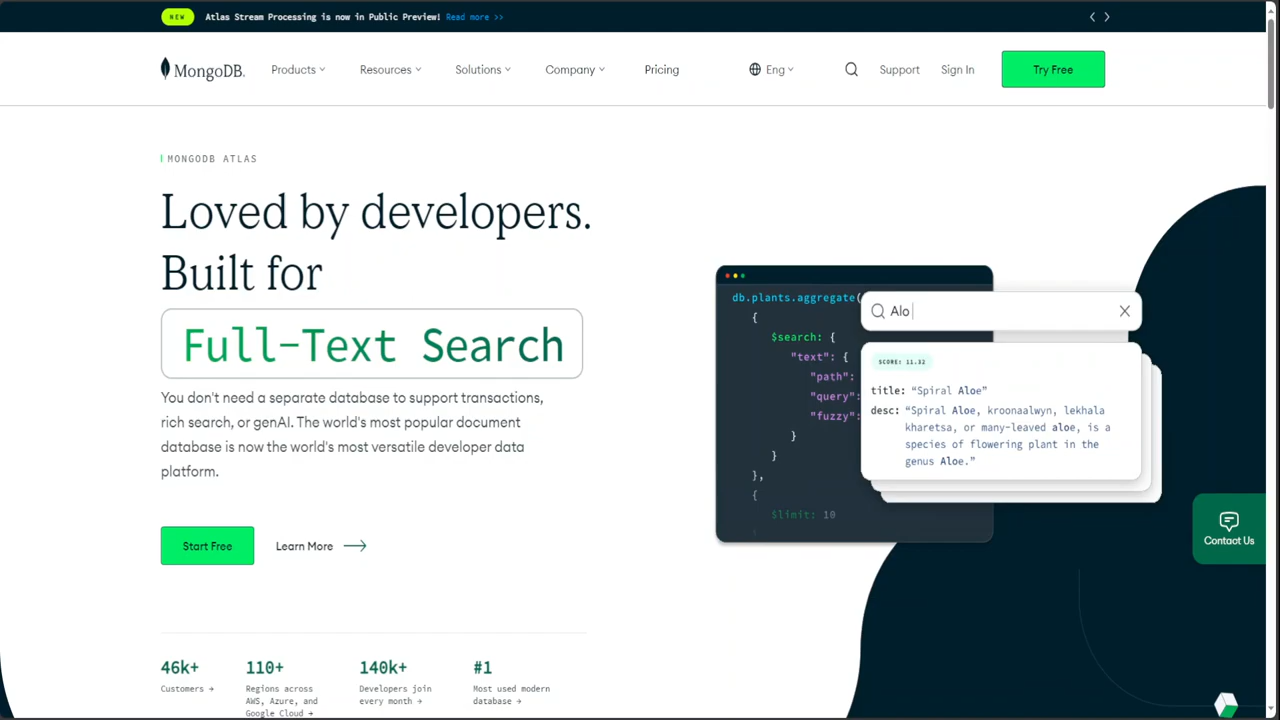 NEW Atlas Stream Processing is now in Public Preview! Read more >>
MongoDB. Products Resources Solutions Company Pricing Eng Support Sign In Try Free
MONGODB ATLAS
Loved by developers.
Built for
Full-Text Search
You don't need a separate database to support transactions,
rich search, or genAI. The world's most popular document
database is now the world's most versatile developer data
platform.
Start Free Learn More →
db.plants.aggregate(
{
$search: {
"text": {
"path":
"query":
"fuzzy":
}
}
},
{
$limit: 10
Alo
SCORE: 11.32
title: “Spiral Aloe”
desc: “Spiral Aloe, kroonaalwyn, lekhala
kharetsa, or many-leaved aloe, is a
species of flowering plant in the
genus Aloe.”
Contact Us
46k+
Customers →
110+
Regions across
AWS, Azure, and
Google Cloud →
140k+
Developers join
every month →
#1
Most used modern
database →